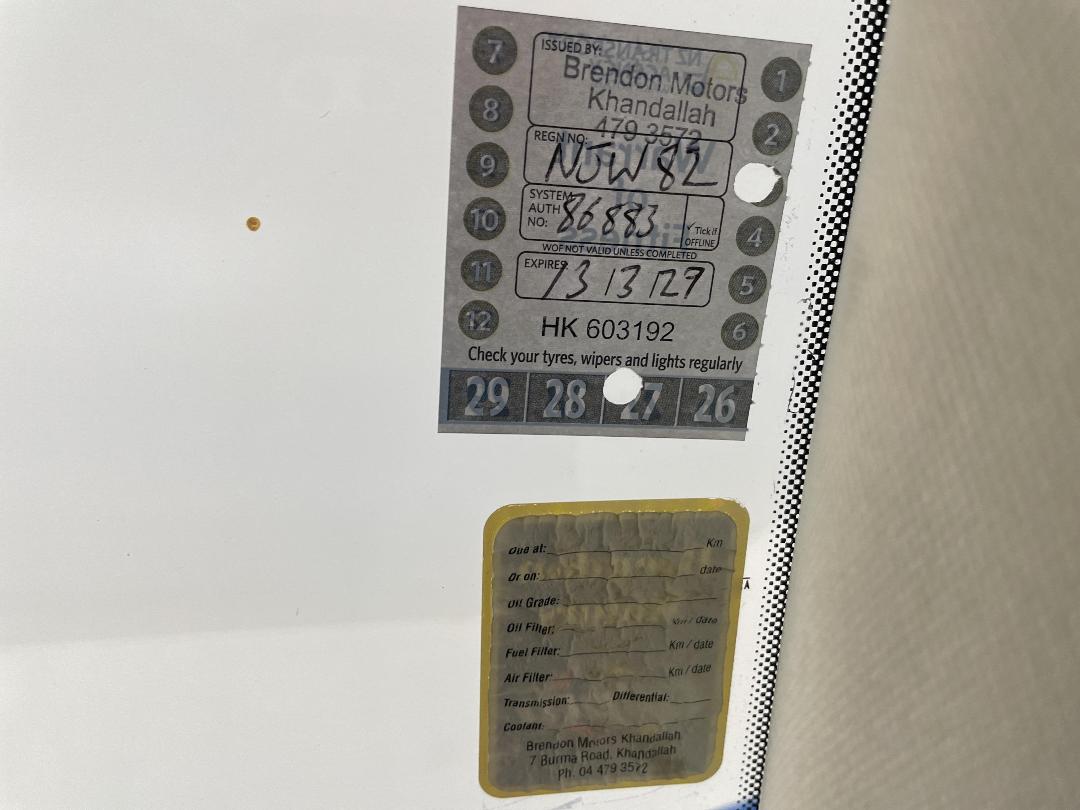 ISSUED BY:
Brendon Motors
Khandallah
479 3572
REGN NO: NOW 82
SYSTEM AUTH NO: 86883
✓ Tick if OFFLINE
WOF NOT VALID UNLESS COMPLETED
EXPIRES 13 13 127
HK 603192
Check your tyres, wipers and lights regularly
7
8
9
10
11
12
1
2
4
5
6
29 28 27 26
Due at: Km
Or on: date
Oil Grade:
Oil Filter: Km / date
Fuel Filter: Km / date
Air Filter: Km / date
Transmission: Differential:
Coolant:
Brendon Motors Khandallah
7 Burma Road, Khandallah
Ph. 04 479 3572